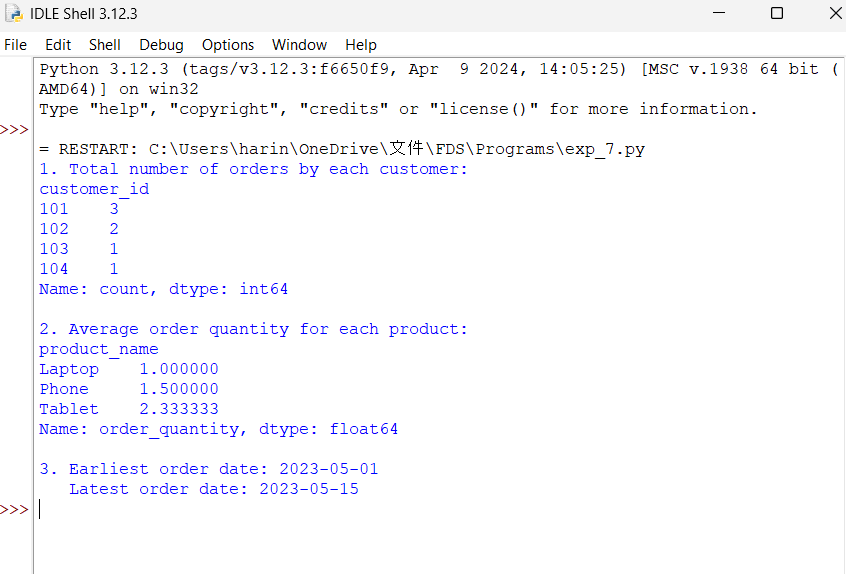 IDLE Shell 3.12.3
File Edit Shell Debug Options Window Help
Python 3.12.3 (tags/v3.12.3:f6650f9, Apr  9 2024, 14:05:25) [MSC v.1938 64 bit (
AMD64)] on win32
Type "help", "copyright", "credits" or "license()" for more information.
>>>
= RESTART: C:\Users\harin\OneDrive\文件\FDS\Programs\exp_7.py
1. Total number of orders by each customer:
customer_id
101    3
102    2
103    1
104    1
Name: count, dtype: int64
2. Average order quantity for each product:
product_name
Laptop    1.000000
Phone     1.500000
Tablet    2.333333
Name: order_quantity, dtype: float64
3. Earliest order date: 2023-05-01
   Latest order date: 2023-05-15
>>>